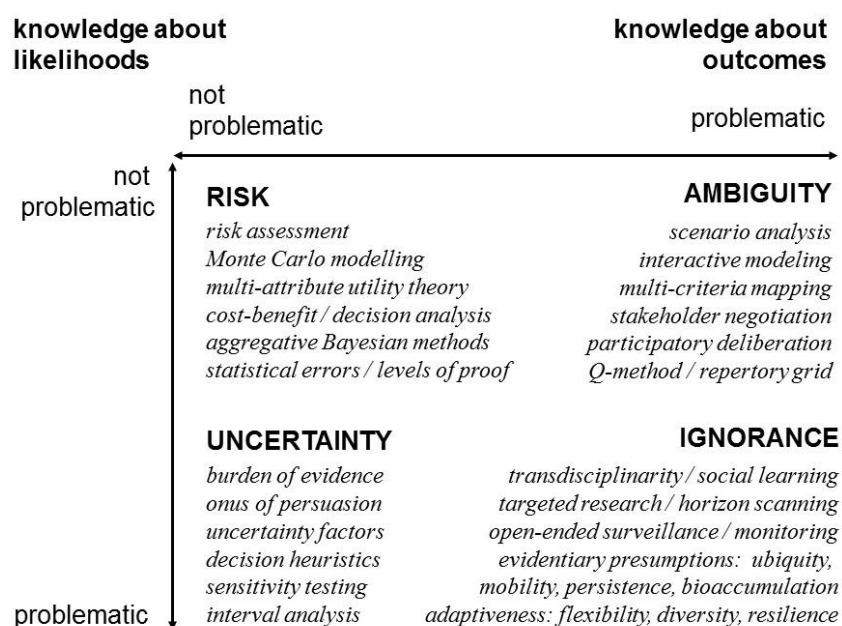 knowledge about
likelihoods
knowledge about
outcomes
not
problematic
problematic
not
problematic
RISK
risk assessment
Monte Carlo modelling
multi-attribute utility theory
cost-benefit / decision analysis
aggregative Bayesian methods
statistical errors / levels of proof
AMBIGUITY
scenario analysis
interactive modeling
multi-criteria mapping
stakeholder negotiation
participatory deliberation
Q-method / repertory grid
UNCERTAINTY
burden of evidence
onus of persuasion
uncertainty factors
decision heuristics
sensitivity testing
interval analysis
IGNORANCE
transdisciplinarity / social learning
targeted research / horizon scanning
open-ended surveillance / monitoring
evidentiary presumptions: ubiquity,
mobility, persistence, bioaccumulation
adaptiveness: flexibility, diversity, resilience
problematic